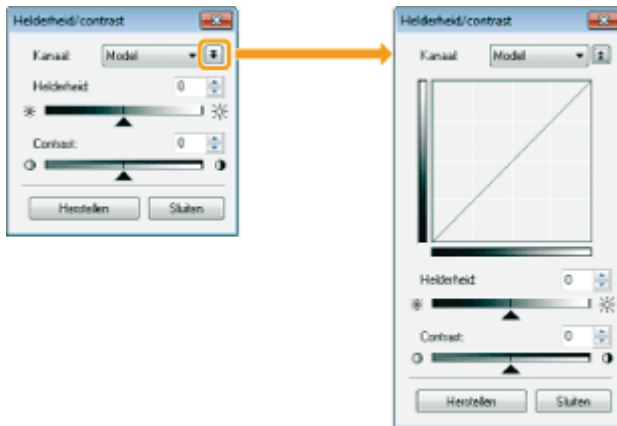 Helderheid/contrast
Kanaal: Model
Helderheid: 0
Contrast: 0
Herstellen Sluiten
Helderheid/contrast
Kanaal: Model
Helderheid: 0
Contrast: 0
Herstellen Sluiten